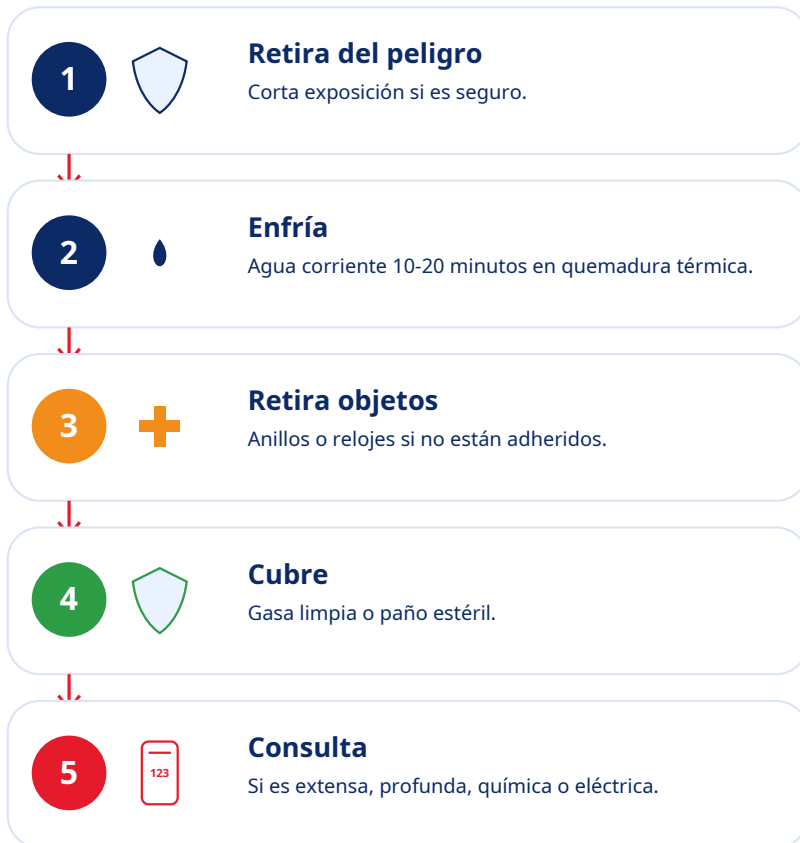 1
Retira del peligro
Corta exposición si es seguro.
2
Enfría
Agua corriente 10-20 minutos en quemadura térmica.
3
Retira objetos
Anillos o relojes si no están adheridos.
4
Cubre
Gasa limpia o paño estéril.
5
123
Consulta
Si es extensa, profunda, química o eléctrica.